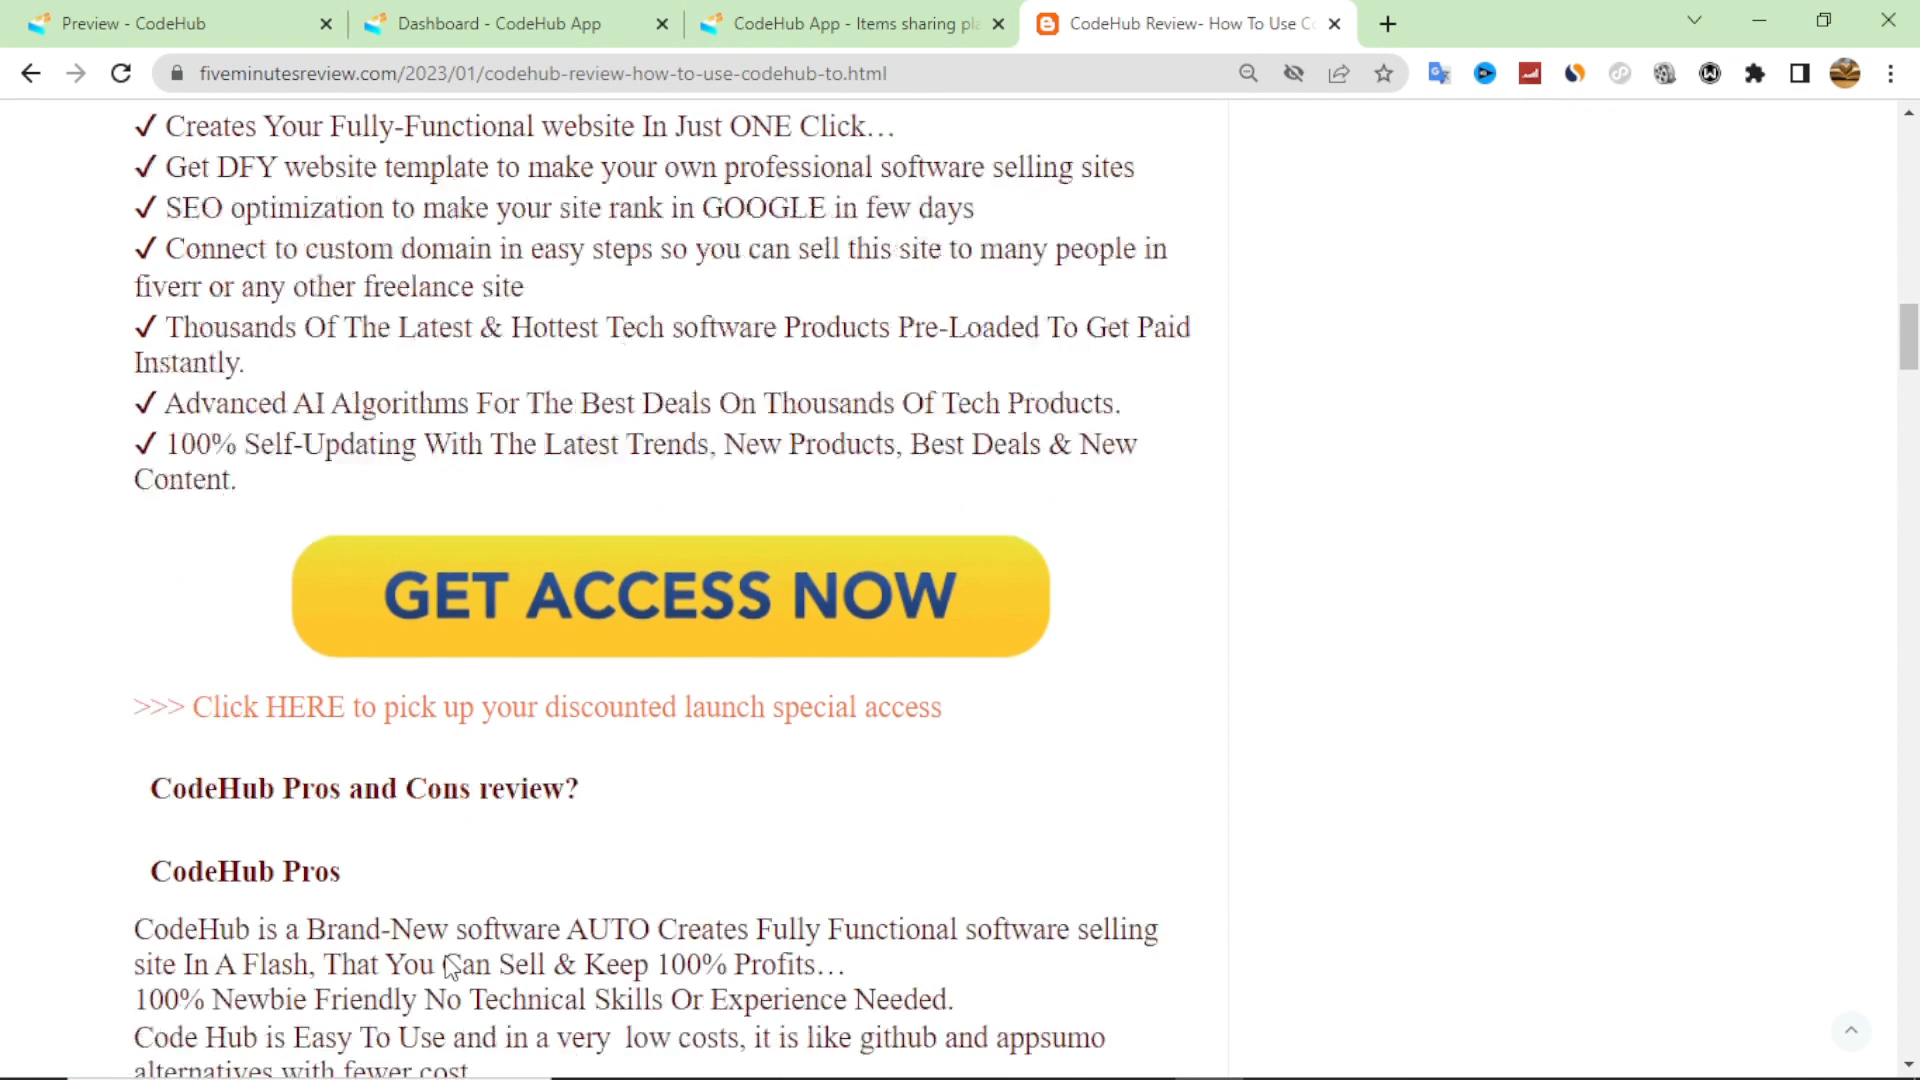 Preview - CodeHub
Dashboard - CodeHub App
CodeHub App - Items sharing pla
CodeHub Review- How To Use Co
fiveminutesreview.com/2023/01/codehub-review-how-to-use-codehub-to.html
✓ Creates Your Fully-Functional website In Just ONE Click…
✓ Get DFY website template to make your own professional software selling sites
✓ SEO optimization to make your site rank in GOOGLE in few days
✓ Connect to custom domain in easy steps so you can sell this site to many people in
fiverr or any other freelance site
✓ Thousands Of The Latest & Hottest Tech software Products Pre-Loaded To Get Paid
Instantly.
✓ Advanced AI Algorithms For The Best Deals On Thousands Of Tech Products.
✓ 100% Self-Updating With The Latest Trends, New Products, Best Deals & New
Content.
GET ACCESS NOW
>>> Click HERE to pick up your discounted launch special access
CodeHub Pros and Cons review?
CodeHub Pros
CodeHub is a Brand-New software AUTO Creates Fully Functional software selling
site In A Flash, That You Can Sell & Keep 100% Profits…
100% Newbie Friendly No Technical Skills Or Experience Needed.
Code Hub is Easy To Use and in a very low costs, it is like github and appsumo
alternatives with fewer cost